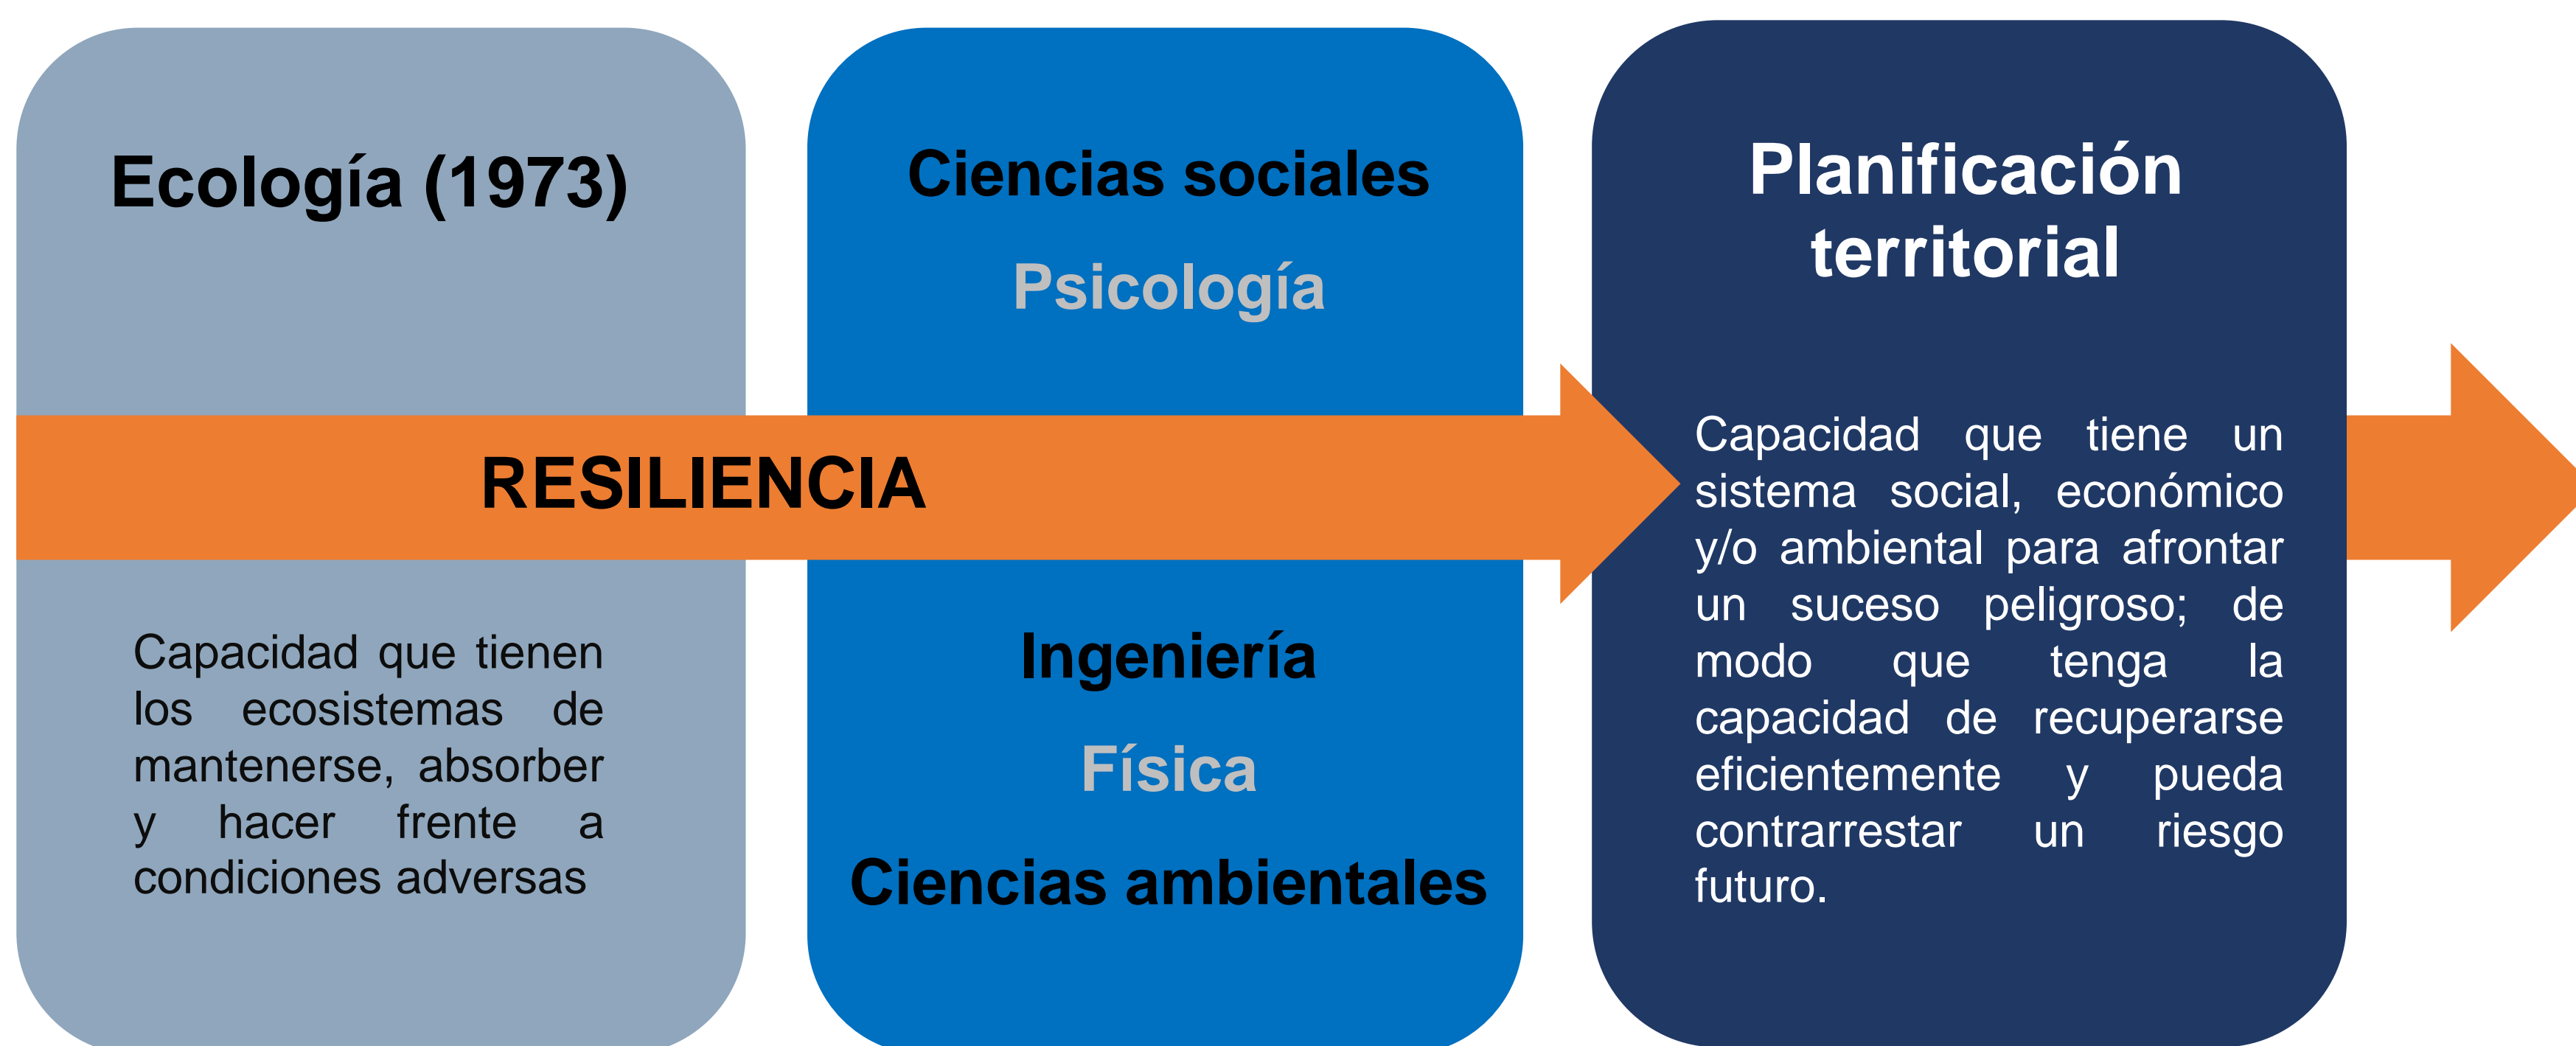 Ecología (1973)
RESILIENCIA
Capacidad que tienen
los ecosistemas de
mantenerse, absorber
y hacer frente a
condiciones adversas
Ciencias sociales
Psicología
Ingeniería
Física
Ciencias ambientales
Planificación
territorial
Capacidad que tiene un
sistema social, económico
y/o ambiental para afrontar
un suceso peligroso; de
modo que tenga la
capacidad de recuperarse
eficientemente y pueda
contrarrestar un riesgo
futuro.